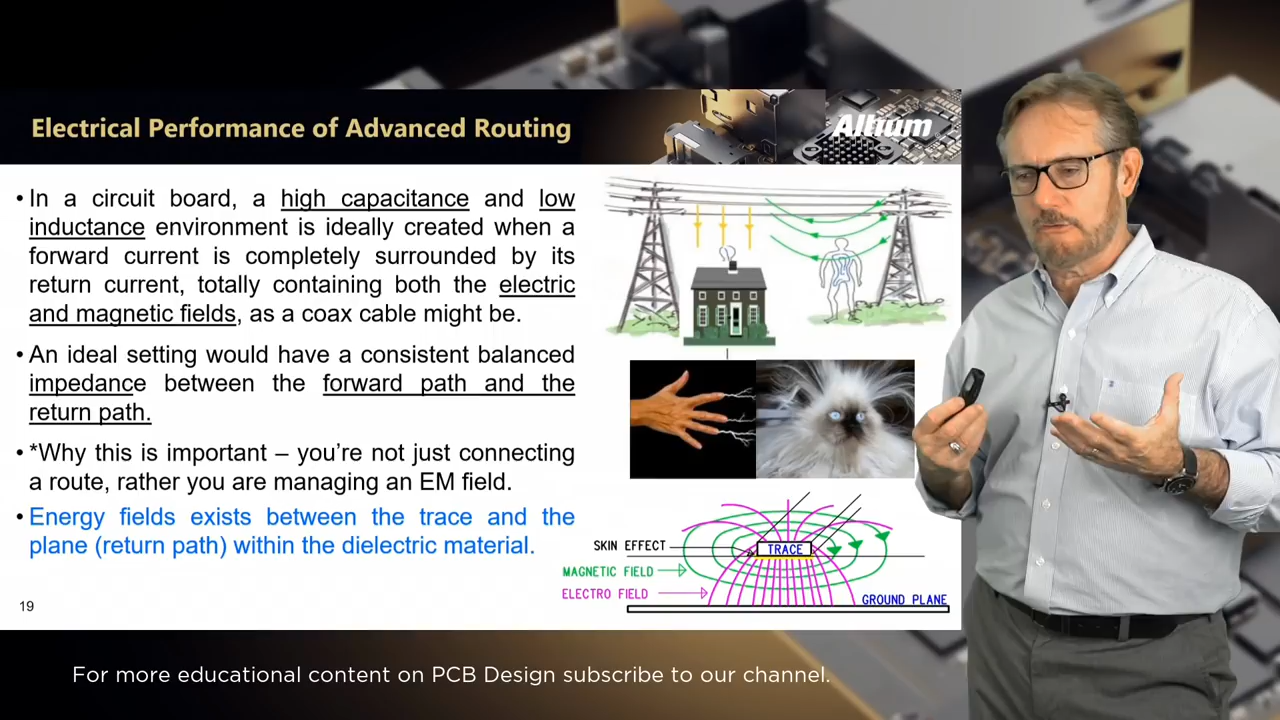 Electrical Performance of Advanced Routing
Altium
• In a circuit board, a high capacitance and low
inductance environment is ideally created when a
forward current is completely surrounded by its
return current, totally containing both the electric
and magnetic fields, as a coax cable might be.
• An ideal setting would have a consistent balanced
impedance between the forward path and the
return path.
• *Why this is important – you’re not just connecting
a route, rather you are managing an EM field.
• Energy fields exists between the trace and the
plane (return path) within the dielectric material.
SKIN EFFECT
TRACE
MAGNETIC FIELD
ELECTRO FIELD
GROUND PLANE
19
For more educational content on PCB Design subscribe to our channel.